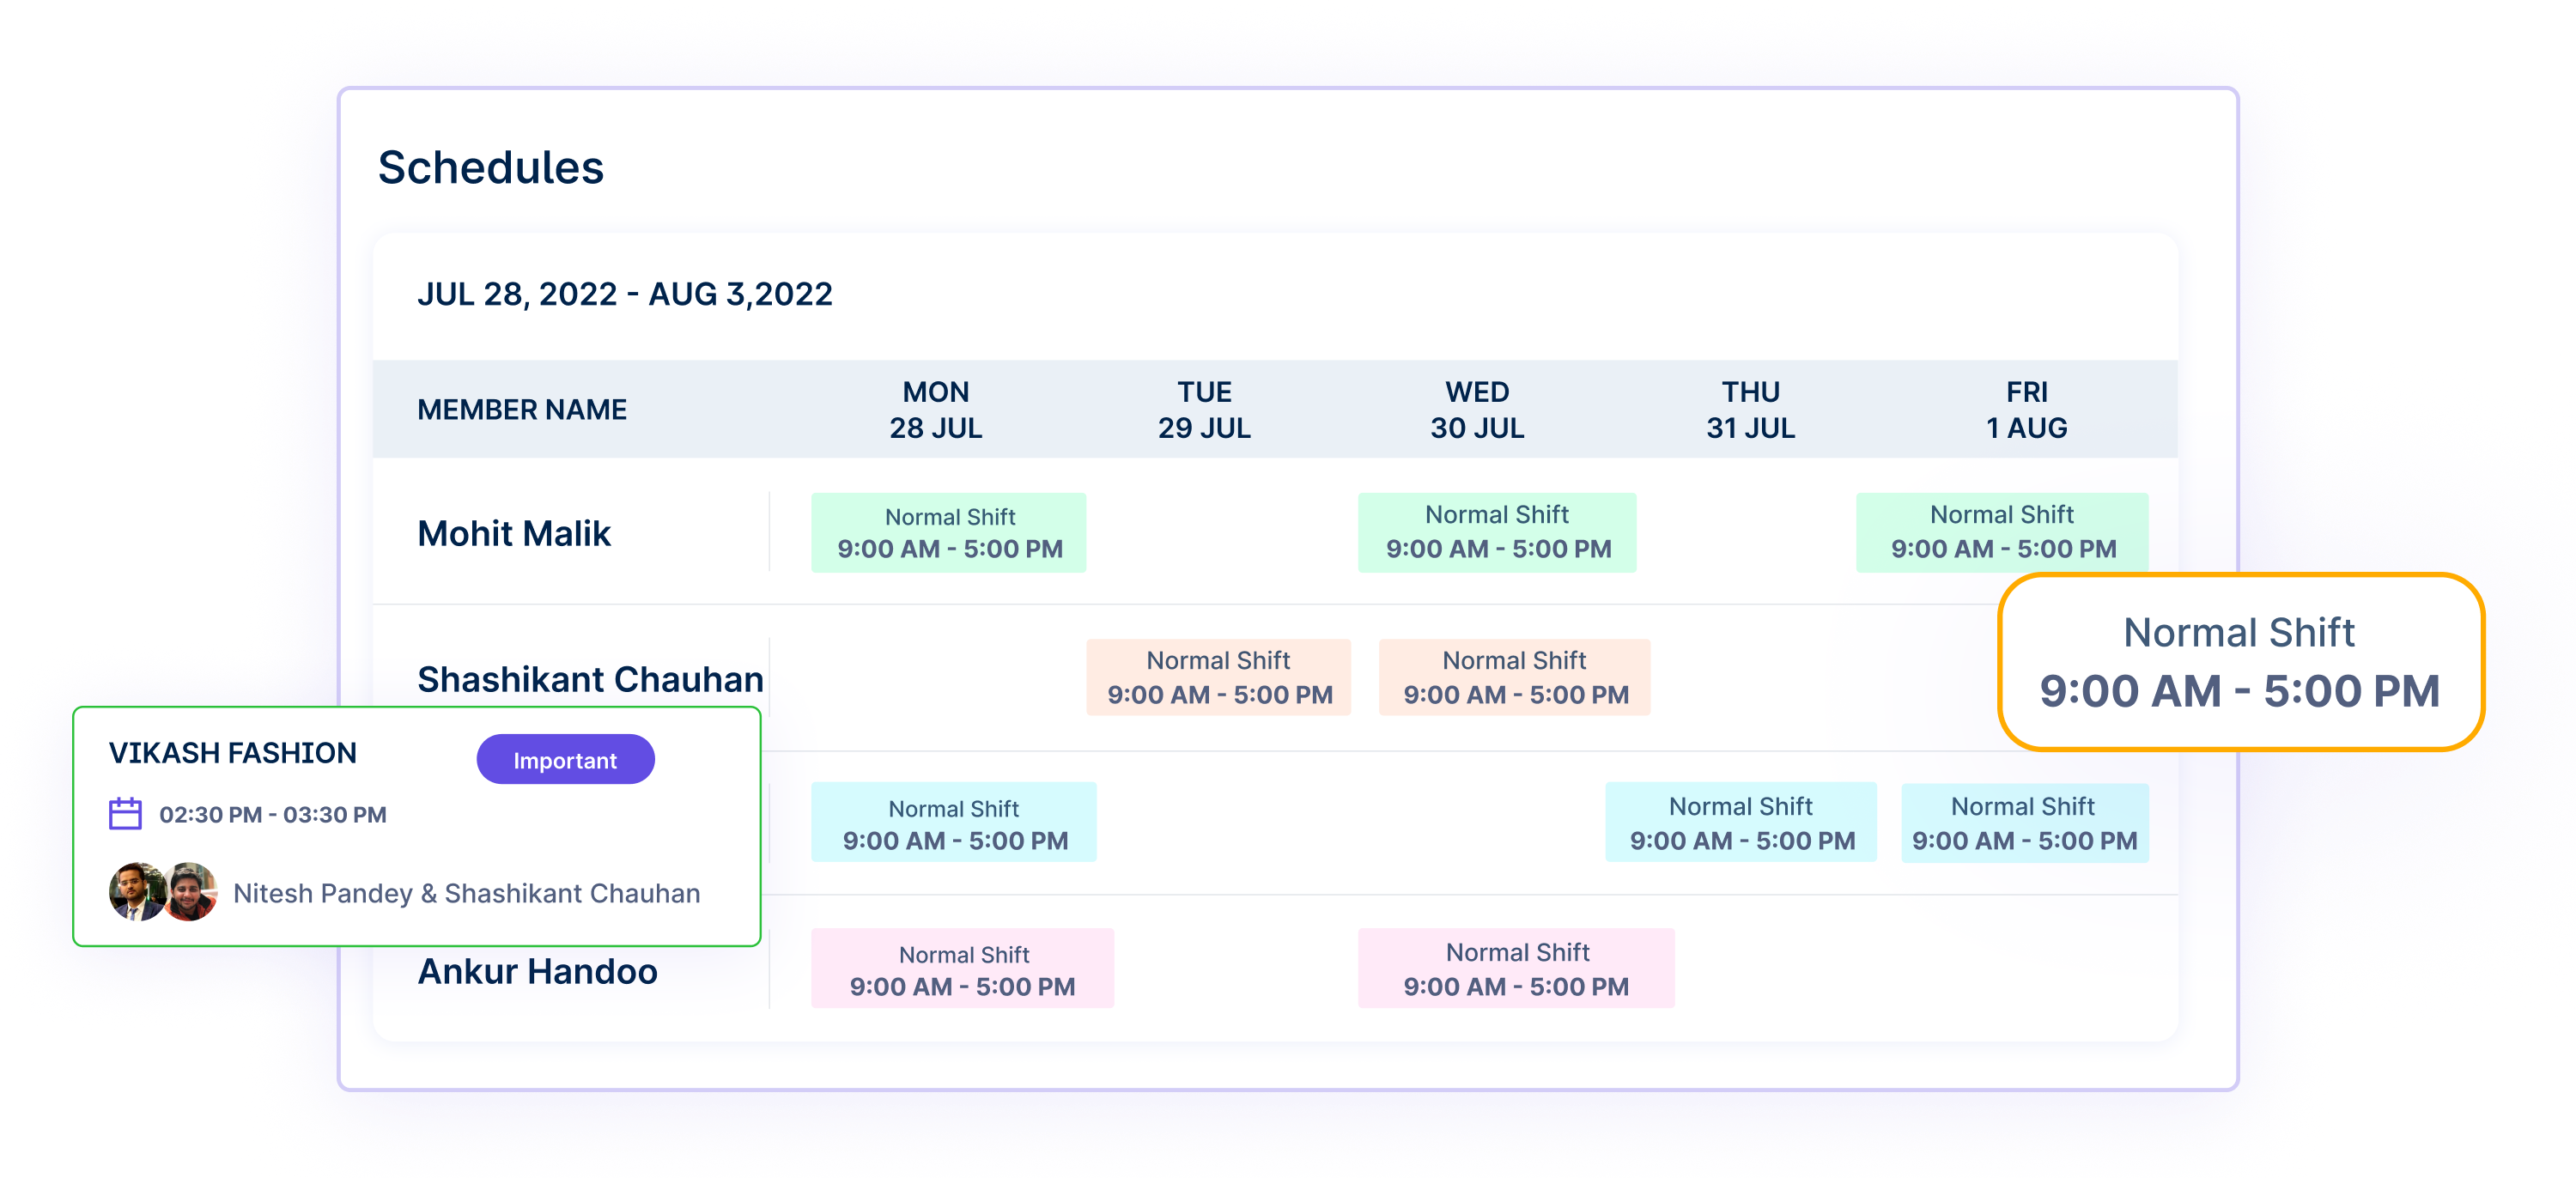 Schedules
JUL 28, 2022 - AUG 3,2022
MEMBER NAME
MON
28 JUL
TUE
29 JUL
WED
30 JUL
THU
31 JUL
FRI
1 AUG
Mohit Malik
Normal Shift
9:00 AM - 5:00 PM
Normal Shift
9:00 AM - 5:00 PM
Normal Shift
9:00 AM - 5:00 PM
Shashikant Chauhan
Normal Shift
9:00 AM - 5:00 PM
Normal Shift
9:00 AM - 5:00 PM
Normal Shift
9:00 AM - 5:00 PM
VIKASH FASHION
Important
02:30 PM - 03:30 PM
Nitesh Pandey & Shashikant Chauhan
Normal Shift
9:00 AM - 5:00 PM
Normal Shift
9:00 AM - 5:00 PM
Normal Shift
9:00 AM - 5:00 PM
Ankur Handoo
Normal Shift
9:00 AM - 5:00 PM
Normal Shift
9:00 AM - 5:00 PM